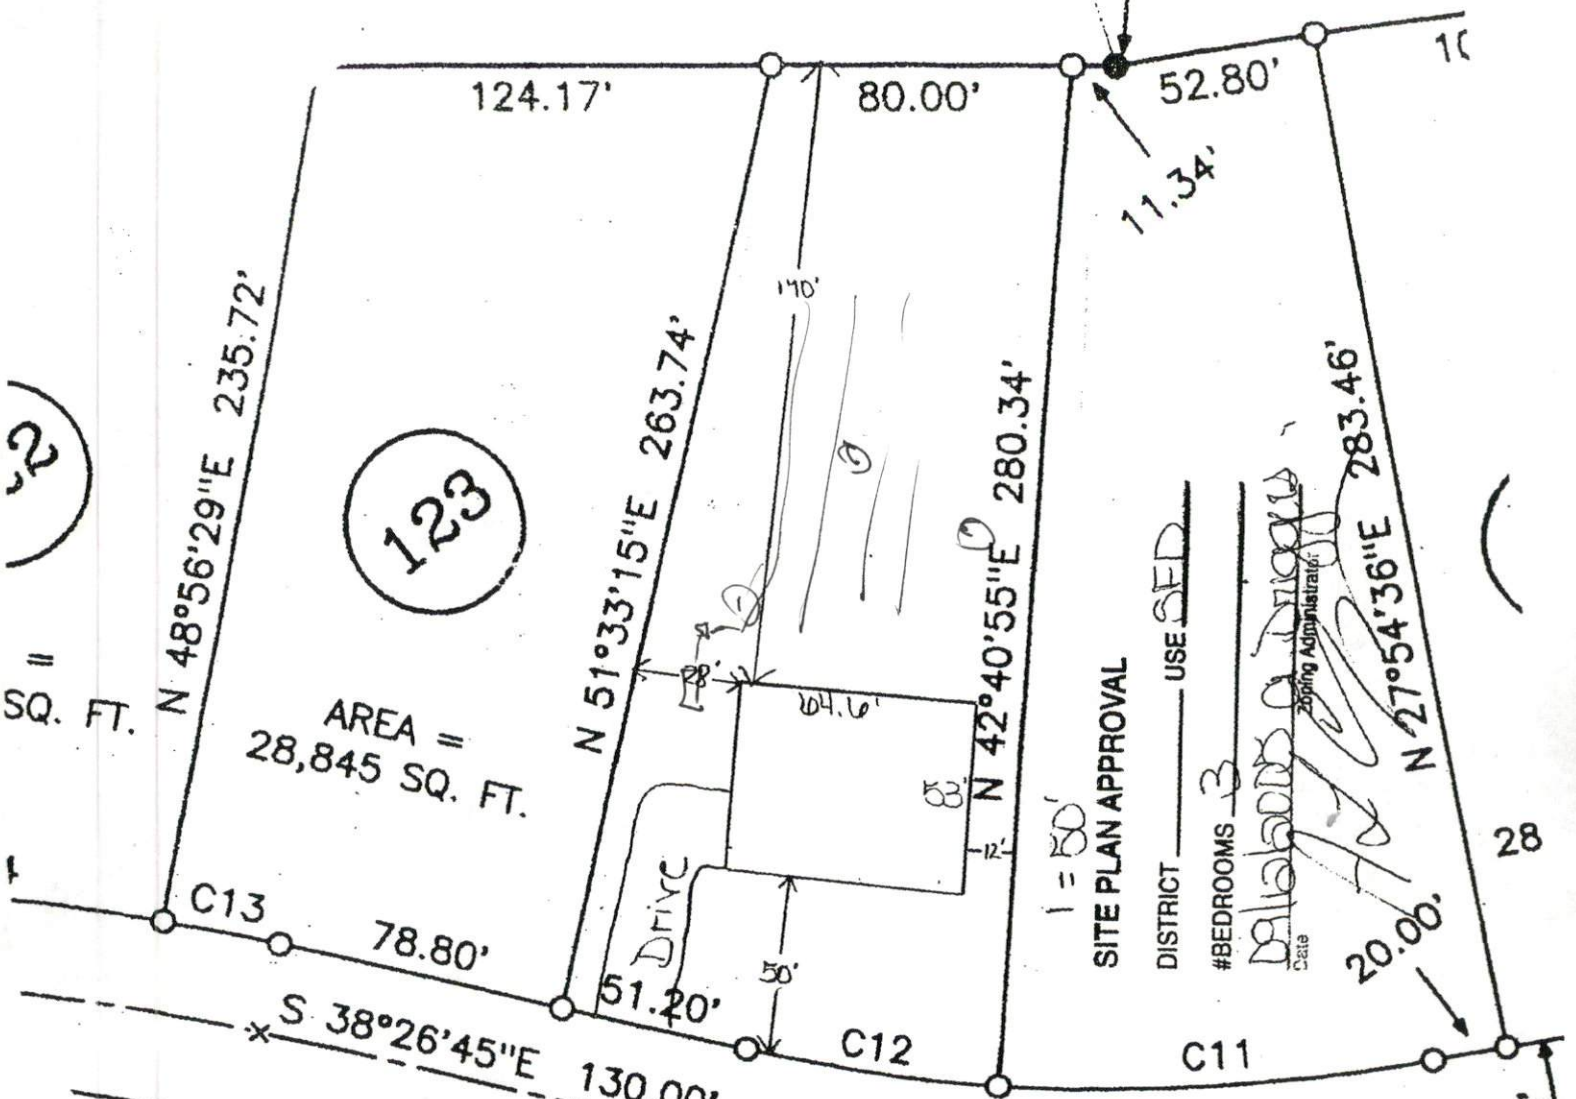 124.17'
80.00'
52.80'
11.34'
N 48°56'29"E 235.72'
123
AREA =
28,845 SQ. FT.
=
SQ. FT.
N 51°33'15"E 263.74'
N 42°40'55"E 280.34'
N 27°54'36"E 283.46'
28'
64.6'
12'
50'
Drive
1 = 50'
SITE PLAN APPROVAL
DISTRICT USE SFD
#BEDROOMS 3
Date
Zoning Administrator
28
20.00'
C13
78.80'
51.20'
C12
C11
S 38°26'45"E 130.00'